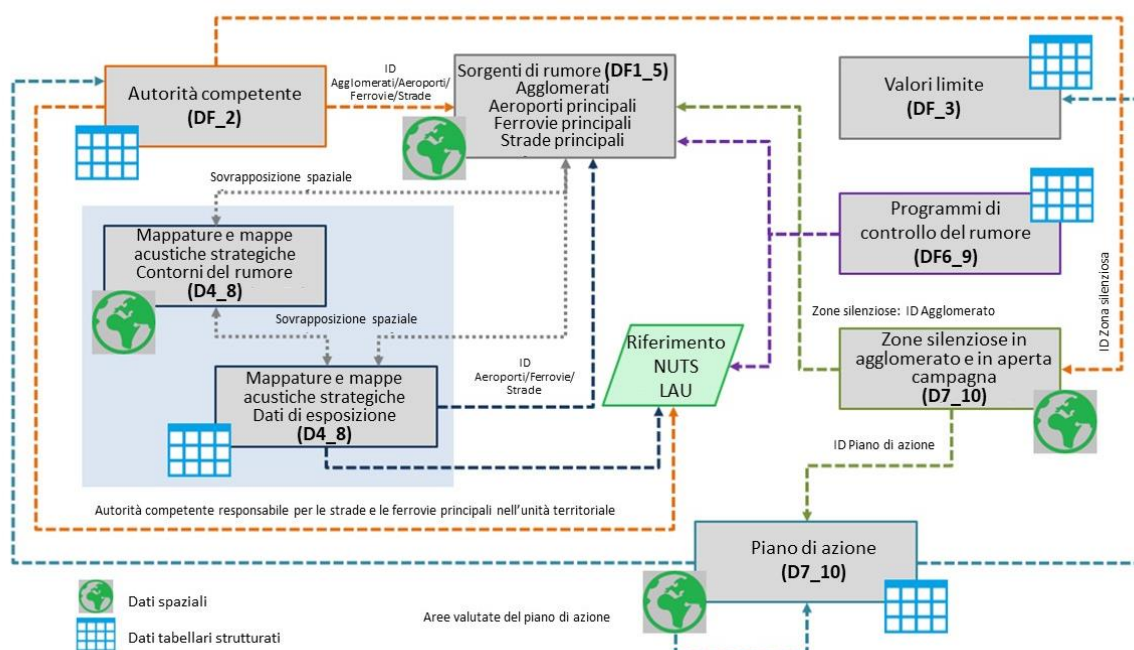 Autorità competente
(DF_2)
ID
Agglomerati/Aeroporti/
Ferrovie/Strade
Sorgenti di rumore (DF1_5)
Agglomerati
Aeroporti principali
Ferrovie principali
Strade principali
Valori limite
(DF_3)
Sovrapposizione spaziale
Mappature e mappe
acustiche strategiche
Contorni del rumore
(D4_8)
Programmi di
controllo del rumore
(DF6_9)
ID Zona silenziosa
Sovrapposizione spaziale
Zone silenziose: ID Agglomerato
Mappature e mappe
acustiche strategiche
Dati di esposizione
(D4_8)
ID
Aeroporti/Ferrovie/
Strade
Riferimento
NUTS
LAU
Zone silenziose in
agglomerato e in aperta
campagna
(D7_10)
ID Piano di azione
Autorità competente responsabile per le strade e le ferrovie principali nell'unità territoriale
Piano di azione
(D7_10)
Dati spaziali
Aree valutate del piano di azione
Dati tabellari strutturati